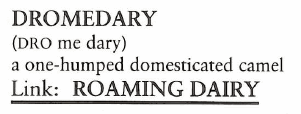 DROMEDARY
(DRO me dary)
a one-humped domesticated camel
Link: ROAMING DAIRY